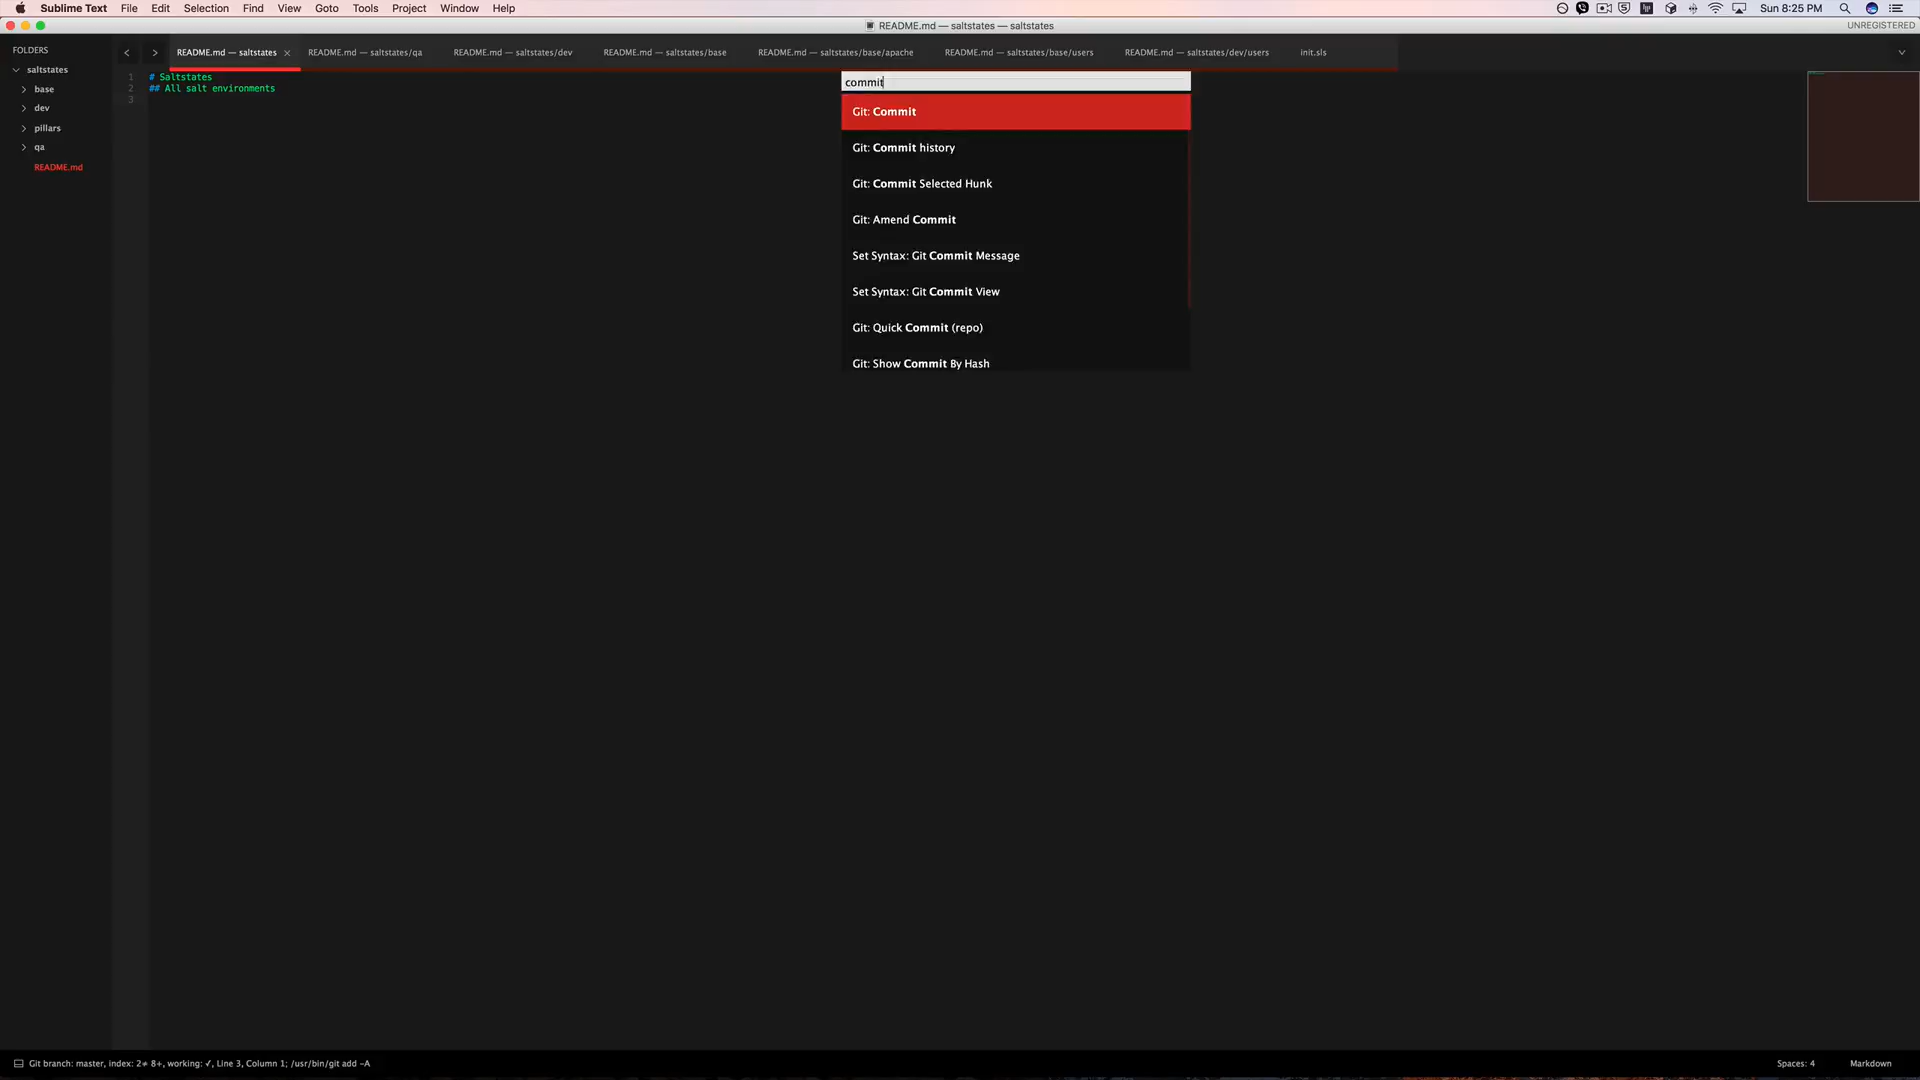 Sublime Text File Edit Selection Find View Goto Tools Project Window Help Sun 8:25 PM
README.md — saltstates — saltstates UNREGISTERED
FOLDERS
saltstates
base
dev
pillars
qa
README.md
README.md — saltstates README.md — saltstates/qa README.md — saltstates/dev README.md — saltstates/base README.md — saltstates/base/apache README.md — saltstates/base/users README.md — saltstates/dev/users init.sls
1 # Saltstates
2 ## All salt environments
3
commit
Git: Commit
Git: Commit history
Git: Commit Selected Hunk
Git: Amend Commit
Set Syntax: Git Commit Message
Set Syntax: Git Commit View
Git: Quick Commit (repo)
Git: Show Commit By Hash
Git branch: master, index: 2≠ 8+, working: ✓, Line 3, Column 1; /usr/bin/git add -A Spaces: 4 Markdown